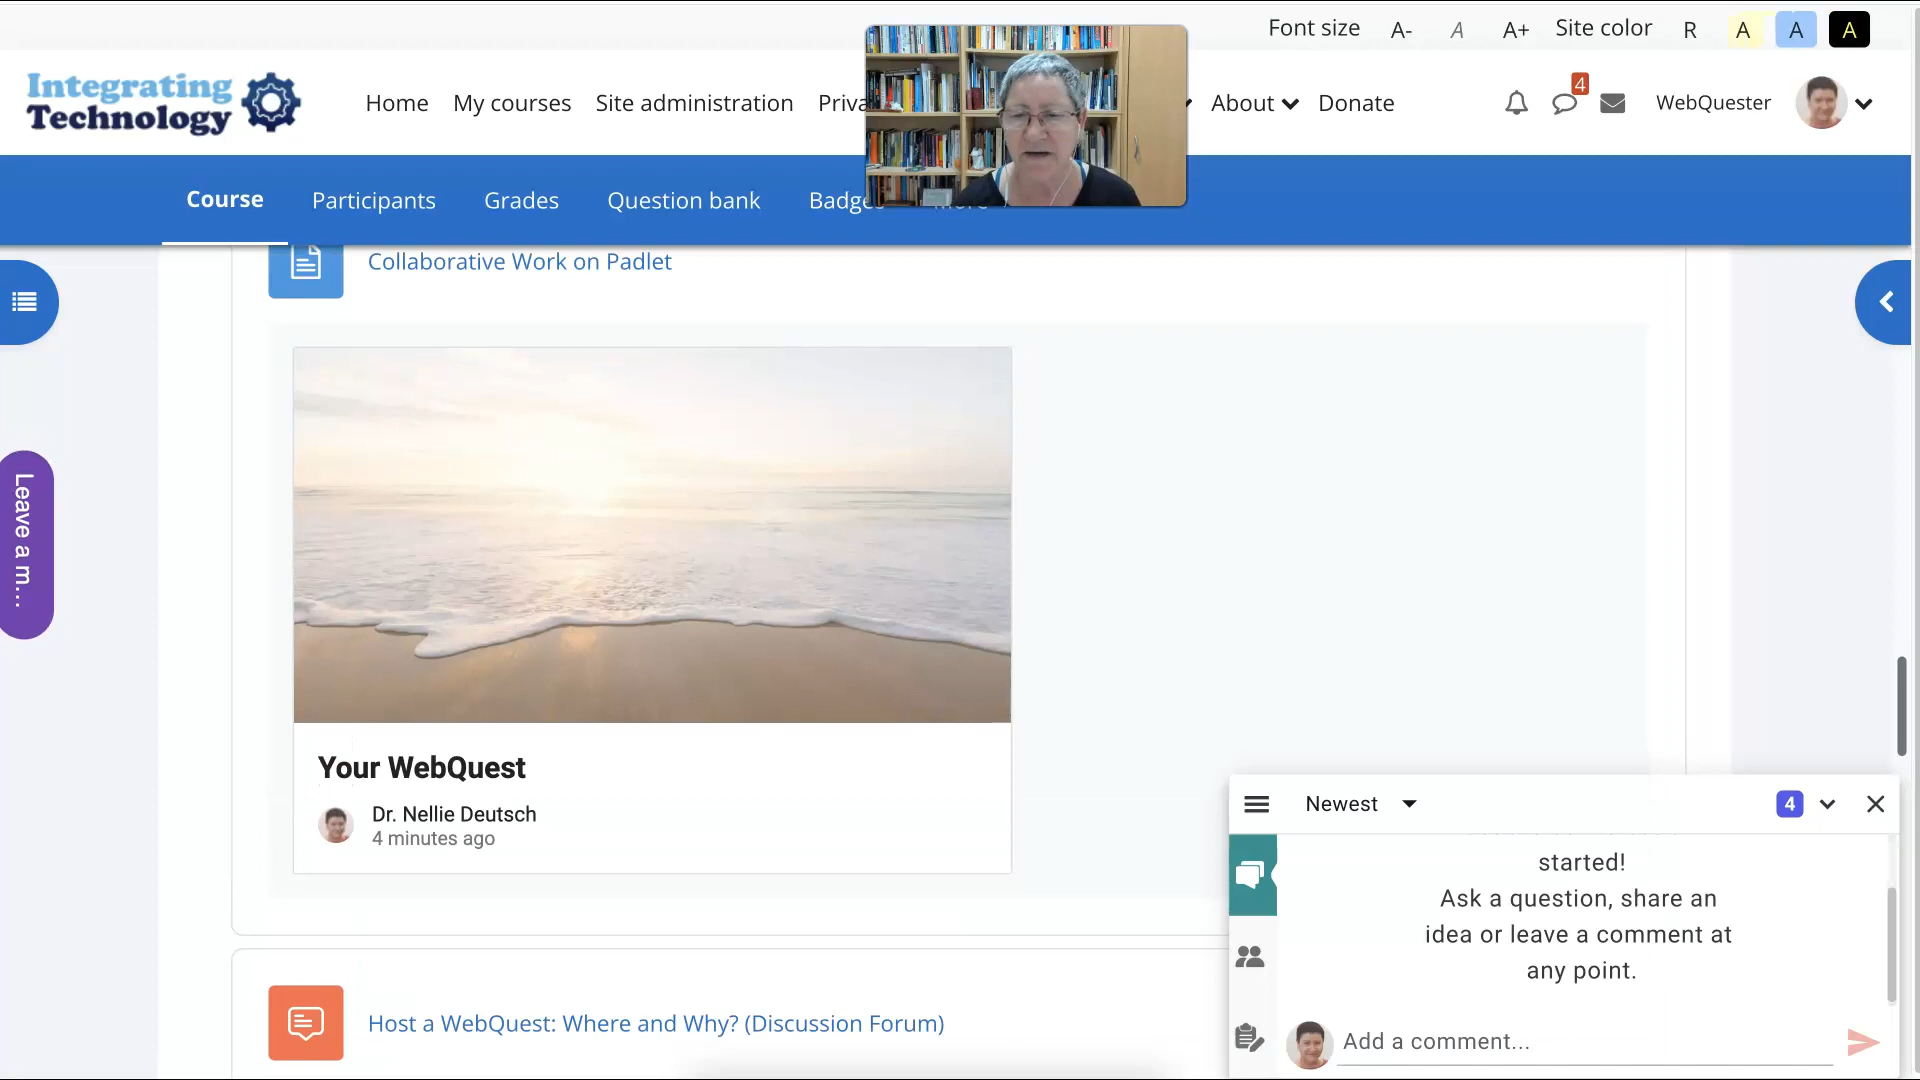 Font size A- A A+ Site color R A A A
Integrating
Technology
Home My courses Site administration About Donate
4
WebQuester
Course Participants Grades Question bank
Collaborative Work on Padlet
Leave a m...
Your WebQuest
Dr. Nellie Deutsch
4 minutes ago
Host a WebQuest: Where and Why? (Discussion Forum)
Newest 4
started!
Ask a question, share an
idea or leave a comment at
any point.
Add a comment...